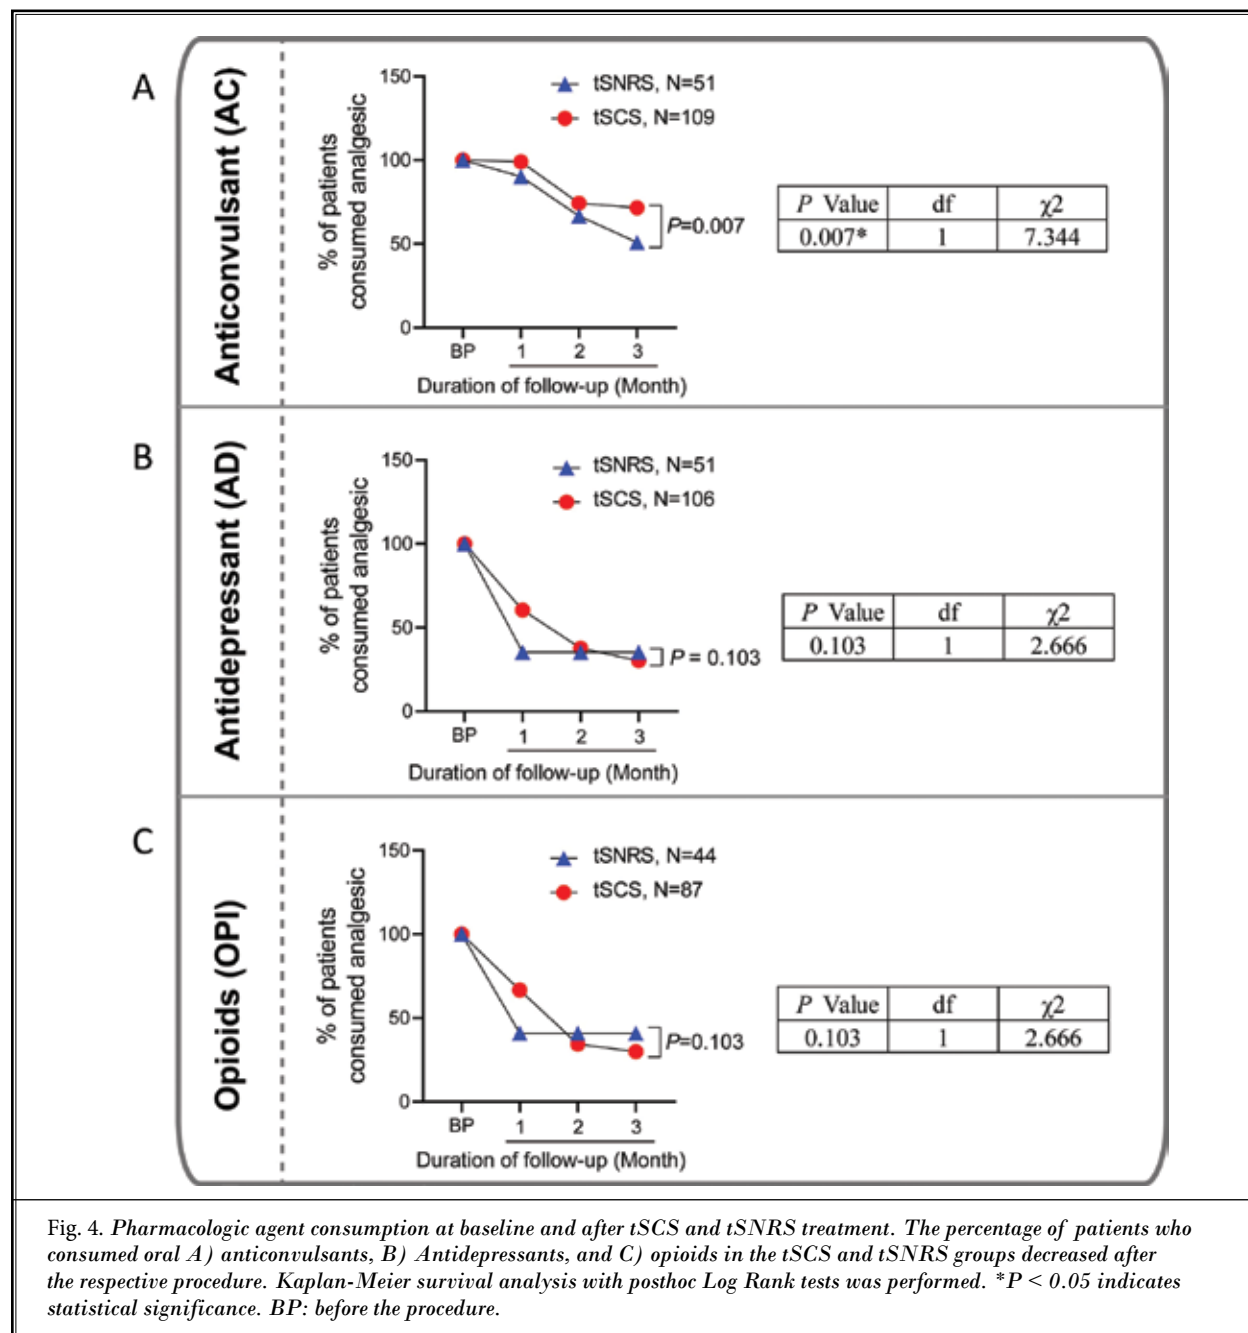 A
Anticonvulsant (AC)
% of patients
consumed analgesic
150
100
50
0
tSNRS, N=51
tSCS, N=109
P=0.007
BP 1 2 3
Duration of follow-up (Month)
P Value df χ2
0.007* 1 7.344
B
Antidepressant (AD)
% of patients
consumed analgesic
150
100
50
0
tSNRS, N=51
tSCS, N=106
P = 0.103
BP 1 2 3
Duration of follow-up (Month)
P Value df χ2
0.103 1 2.666
C
Opioids (OPI)
% of patients
consumed analgesic
150
100
50
0
tSNRS, N=44
tSCS, N=87
P=0.103
BP 1 2 3
Duration of follow-up (Month)
P Value df χ2
0.103 1 2.666
Fig. 4. Pharmacologic agent consumption at baseline and after tSCS and tSNRS treatment. The percentage of patients who
consumed oral A) anticonvulsants, B) Antidepressants, and C) opioids in the tSCS and tSNRS groups decreased after
the respective procedure. Kaplan-Meier survival analysis with posthoc Log Rank tests was performed. *P < 0.05 indicates
statistical significance. BP: before the procedure.